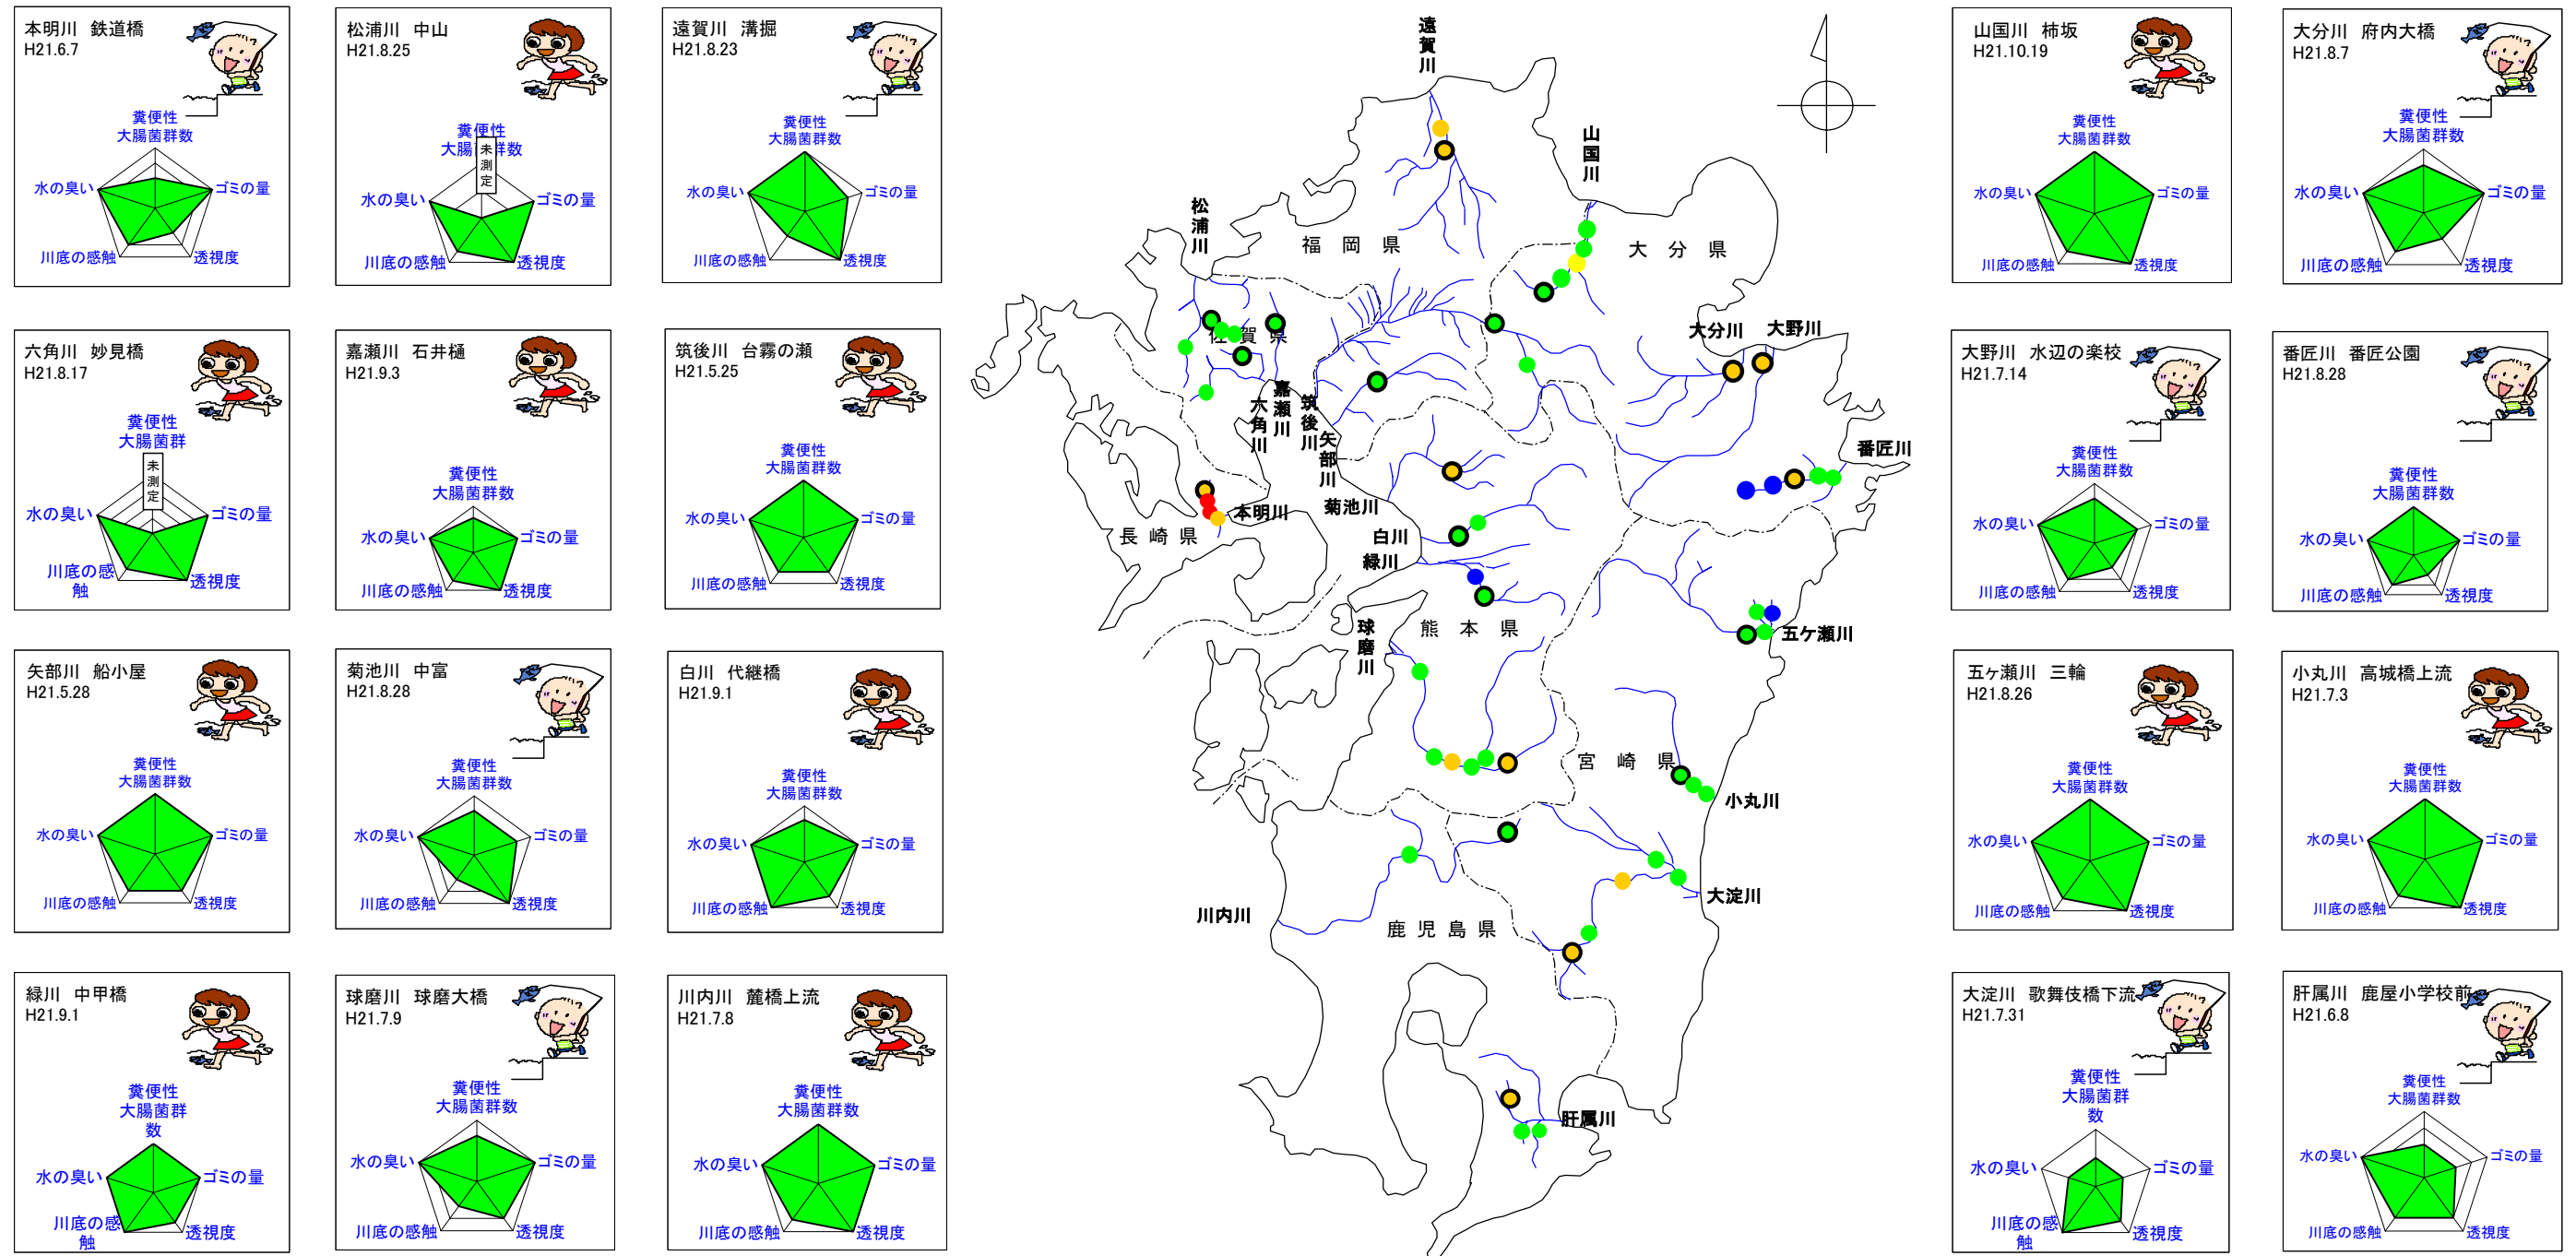 本明川 鉄道橋
H21.6.7
糞便性
大腸菌群数
水の臭い
ゴミの量
川底の感触
透視度
松浦川 中山
H21.8.25
糞便性
大腸菌群数
未測定
水の臭い
ゴミの量
川底の感触
透視度
遠賀川 溝掘
H21.8.23
糞便性
大腸菌群数
水の臭い
ゴミの量
川底の感触
透視度
六角川 妙見橋
H21.8.17
糞便性
大腸菌群
未測定
水の臭い
ゴミの量
川底の感
触
透視度
嘉瀬川 石井樋
H21.9.3
糞便性
大腸菌群数
水の臭い
ゴミの量
川底の感触
透視度
筑後川 台霧の瀬
H21.5.25
糞便性
大腸菌群数
水の臭い
ゴミの量
川底の感触
透視度
矢部川 船小屋
H21.5.28
糞便性
大腸菌群数
水の臭い
ゴミの量
川底の感触
透視度
菊池川 中富
H21.8.28
糞便性
大腸菌群数
水の臭い
ゴミの量
川底の感触
透視度
白川 代継橋
H21.9.1
糞便性
大腸菌群数
水の臭い
ゴミの量
川底の感触
透視度
緑川 中甲橋
H21.9.1
糞便性
大腸菌群
数
水の臭い
ゴミの量
川底の感
触
透視度
球磨川 球磨大橋
H21.7.9
糞便性
大腸菌群数
水の臭い
ゴミの量
川底の感触
透視度
川内川 麓橋上流
H21.7.8
糞便性
大腸菌群数
水の臭い
ゴミの量
川底の感触
透視度
遠賀川
山国川
松浦川
福岡県
大分県
佐賀県
大分川
大野川
嘉瀬川
六角川
筑後川
矢部川
番匠川
菊池川
本明川
長崎県
白川
緑川
球磨川
熊本県
五ケ瀬川
宮崎県
小丸川
大淀川
川内川
鹿児島県
肝属川
山国川 柿坂
H21.10.19
糞便性
大腸菌群数
水の臭い
ゴミの量
川底の感触
透視度
大分川 府内大橋
H21.8.7
糞便性
大腸菌群数
水の臭い
ゴミの量
川底の感触
透視度
大野川 水辺の楽校
H21.7.14
糞便性
大腸菌群数
水の臭い
ゴミの量
川底の感触
透視度
番匠川 番匠公園
H21.8.28
糞便性
大腸菌群数
水の臭い
ゴミの量
川底の感触
透視度
五ヶ瀬川 三輪
H21.8.26
糞便性
大腸菌群数
水の臭い
ゴミの量
川底の感触
透視度
小丸川 高城橋上流
H21.7.3
糞便性
大腸菌群数
水の臭い
ゴミの量
川底の感触
透視度
大淀川 歌舞伎橋下流
H21.7.31
糞便性
大腸菌群
数
水の臭い
ゴミの量
川底の感
触
透視度
肝属川 鹿屋小学校前
H21.6.8
糞便性
大腸菌群数
水の臭い
ゴミの量
川底の感触
透視度